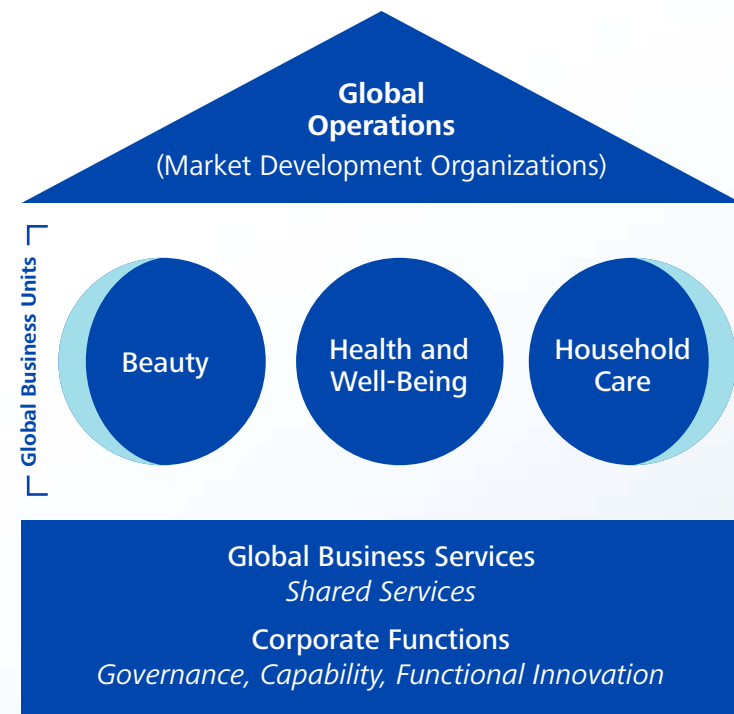 Global
Operations
(Market Development Organizations)
Global Business Units
Beauty
Health and
Well-Being
Household
Care
Global Business Services
Shared Services
Corporate Functions
Governance, Capability, Functional Innovation